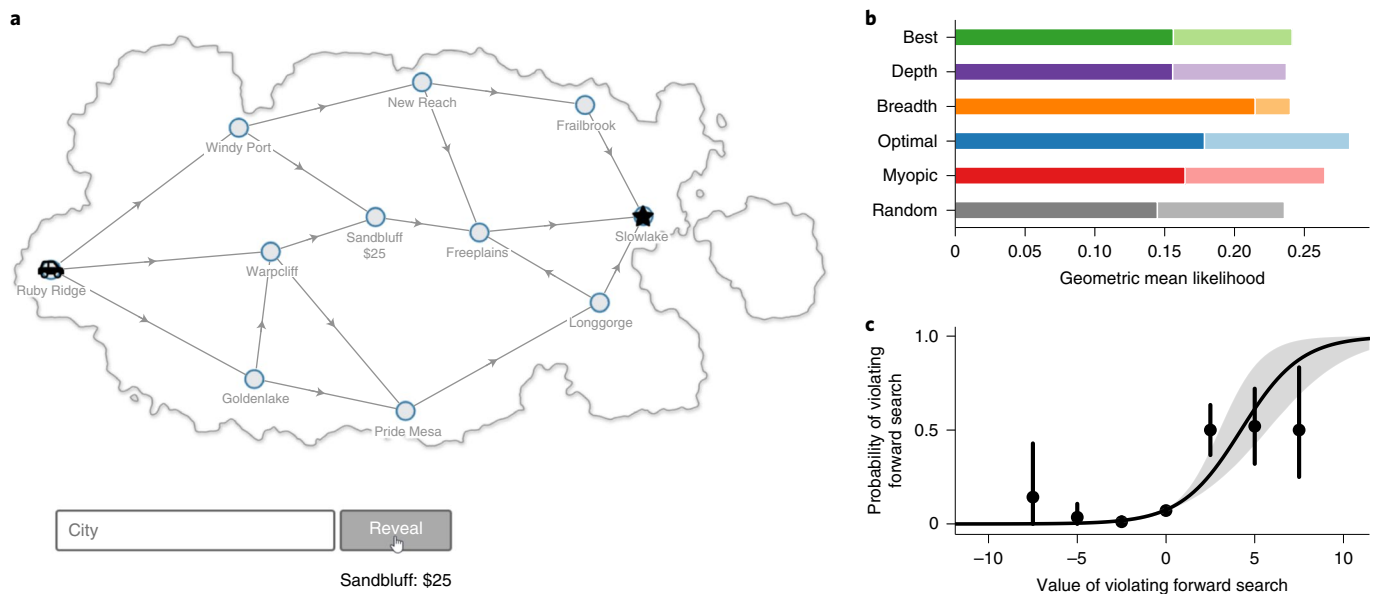 a
New Reach
Frailbrook
Windy Port
Sandbluff
$25
Freeplains
Slowlake
Warpcliff
Ruby Ridge
Longgorge
Goldenlake
Pride Mesa
City
Reveal
Sandbluff: $25
b
Best
Depth
Breadth
Optimal
Myopic
Random
0 0.05 0.10 0.15 0.20 0.25
Geometric mean likelihood
c
Probability of violating
forward search
1.0
0.5
0
–10 –5 0 5 10
Value of violating forward search